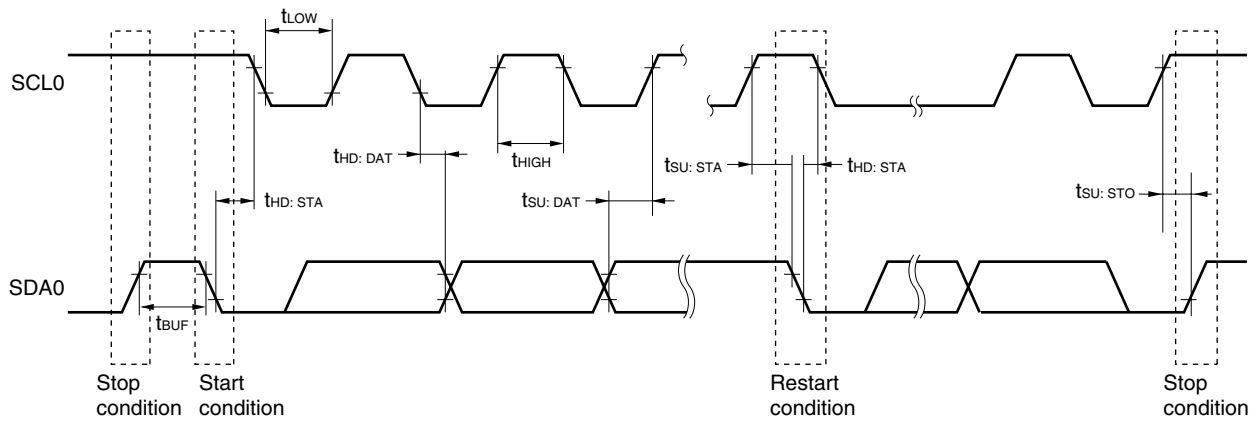 tLOW
SCL0
tHD: DAT
tHIGH
tSU: STA
tHD: STA
tHD: STA
tSU: DAT
tSU: STO
SDA0
tBUF
Stop
condition
Start
condition
Restart
condition
Stop
condition